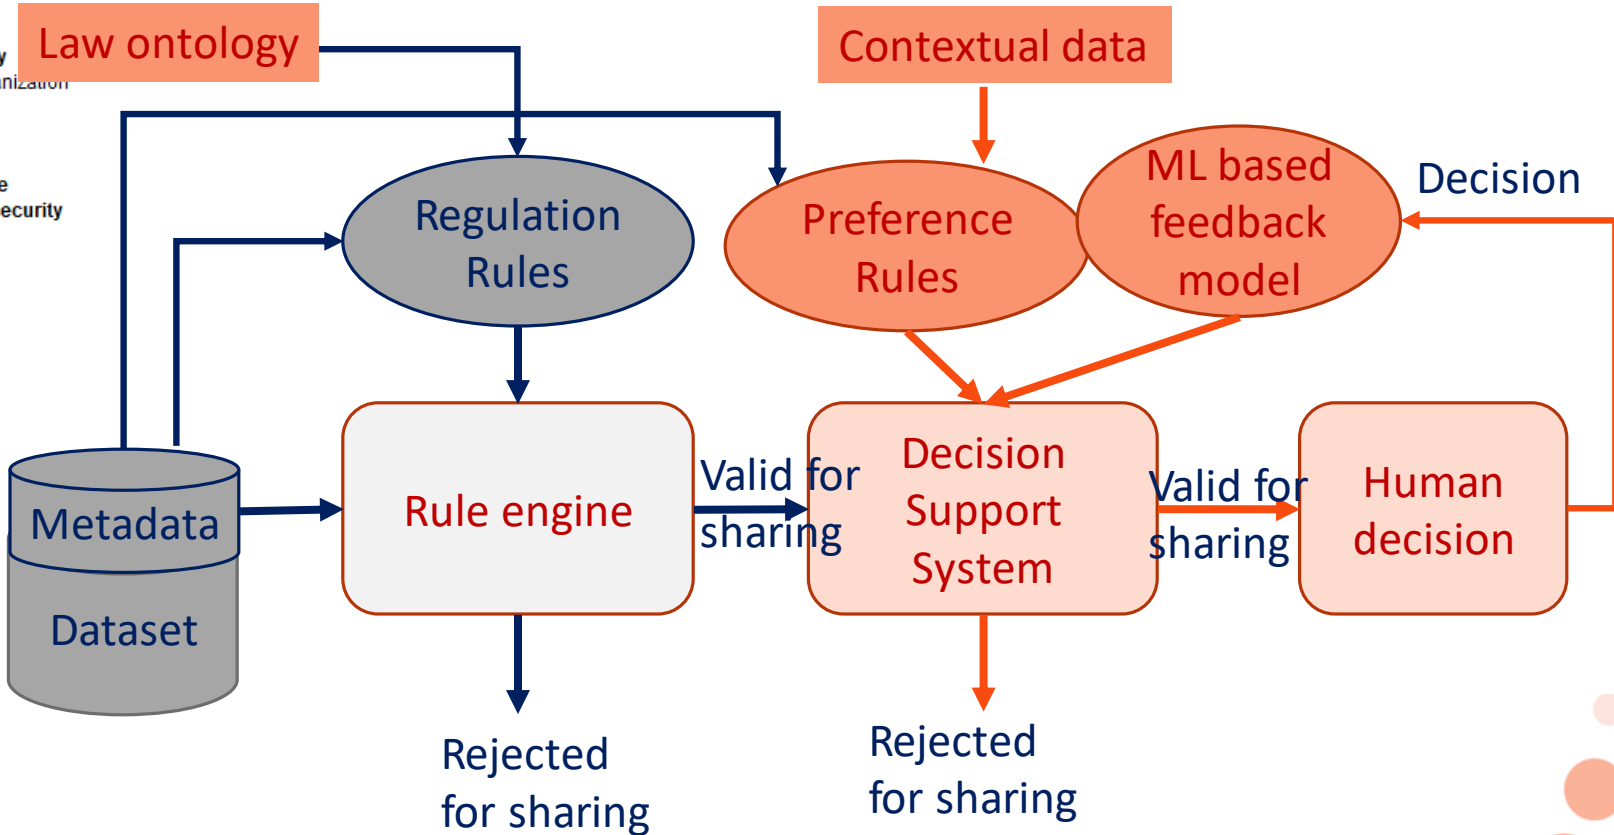 Law ontology
Contextual data
e
ecurity
Regulation
Rules
Preference
Rules
ML based
feedback
model
Decision
Metadata
Dataset
Rule engine
Valid for
sharing
Decision
Support
System
Valid for
sharing
Human
decision
Rejected
for sharing
Rejected
for sharing